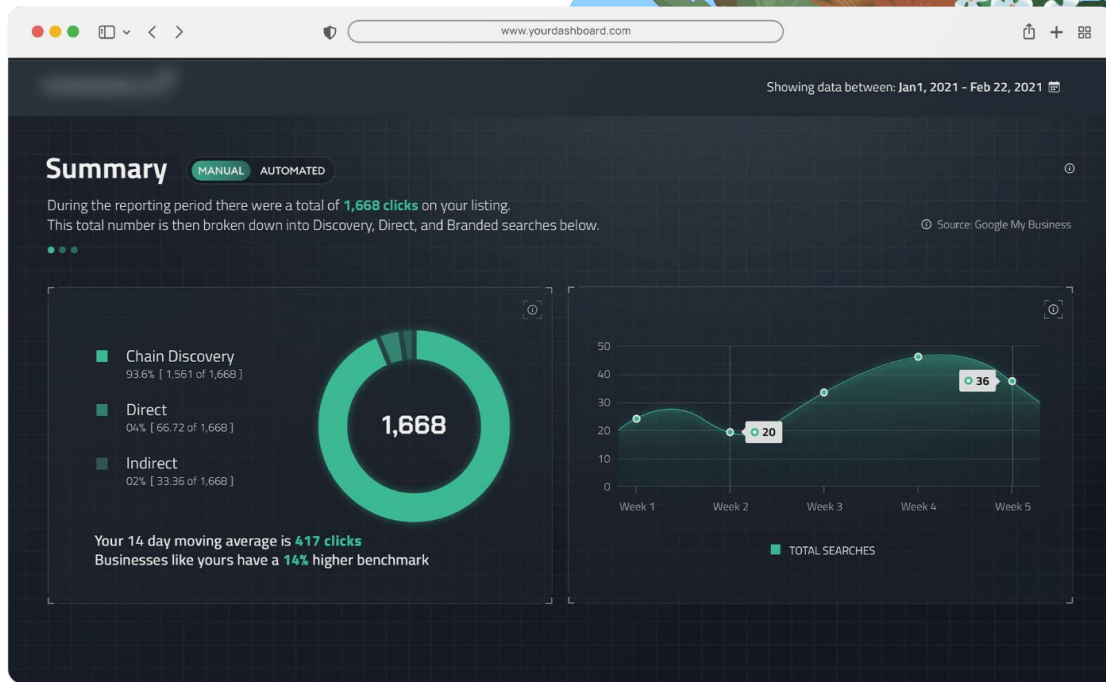 www.yourdashboard.com
Showing data between: Jan1, 2021 - Feb 22, 2021
Summary
MANUAL AUTOMATED
During the reporting period there were a total of 1,668 clicks on your listing.
This total number is then broken down into Discovery, Direct, and Branded searches below.
Source: Google My Business
Chain Discovery
93.6% [ 1,561 of 1,668 ]
Direct
04% [ 66.72 of 1,668 ]
Indirect
02% [ 33.36 of 1,668 ]
1,668
Your 14 day moving average is 417 clicks
Businesses like yours have a 14% higher benchmark
50
40
30
20
10
0
36
20
Week 1 Week 2 Week 3 Week 4 Week 5
TOTAL SEARCHES